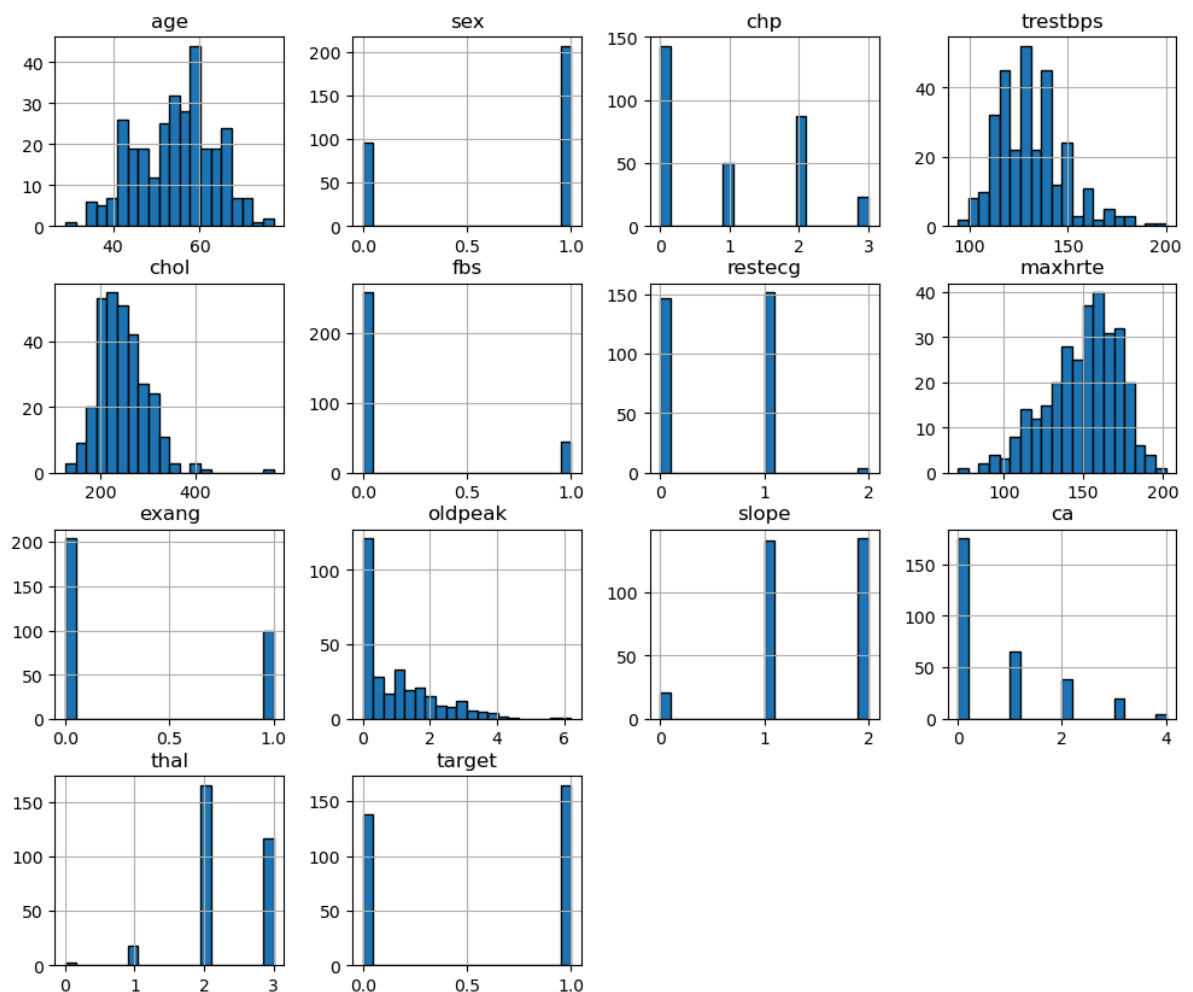 age sex chp trestbps
40 30 20 10 0
40 60
200 150 100 50 0
0.0 0.5 1.0
150 100 50 0
0 1 2 3
40 20 0
100 150 200
chol fbs restecg maxhrte
40 20 0
200 400
200 100 0
0.0 0.5 1.0
150 100 50 0
0 1 2
40 30 20 10 0
100 150 200
exang oldpeak slope ca
200 150 100 50 0
0.0 0.5 1.0
100 50 0
0 2 4 6
100 50 0
0 1 2
150 100 50 0
0 2 4
thal target
150 100 50 0
0 1 2 3
150 100 50 0
0.0 0.5 1.0